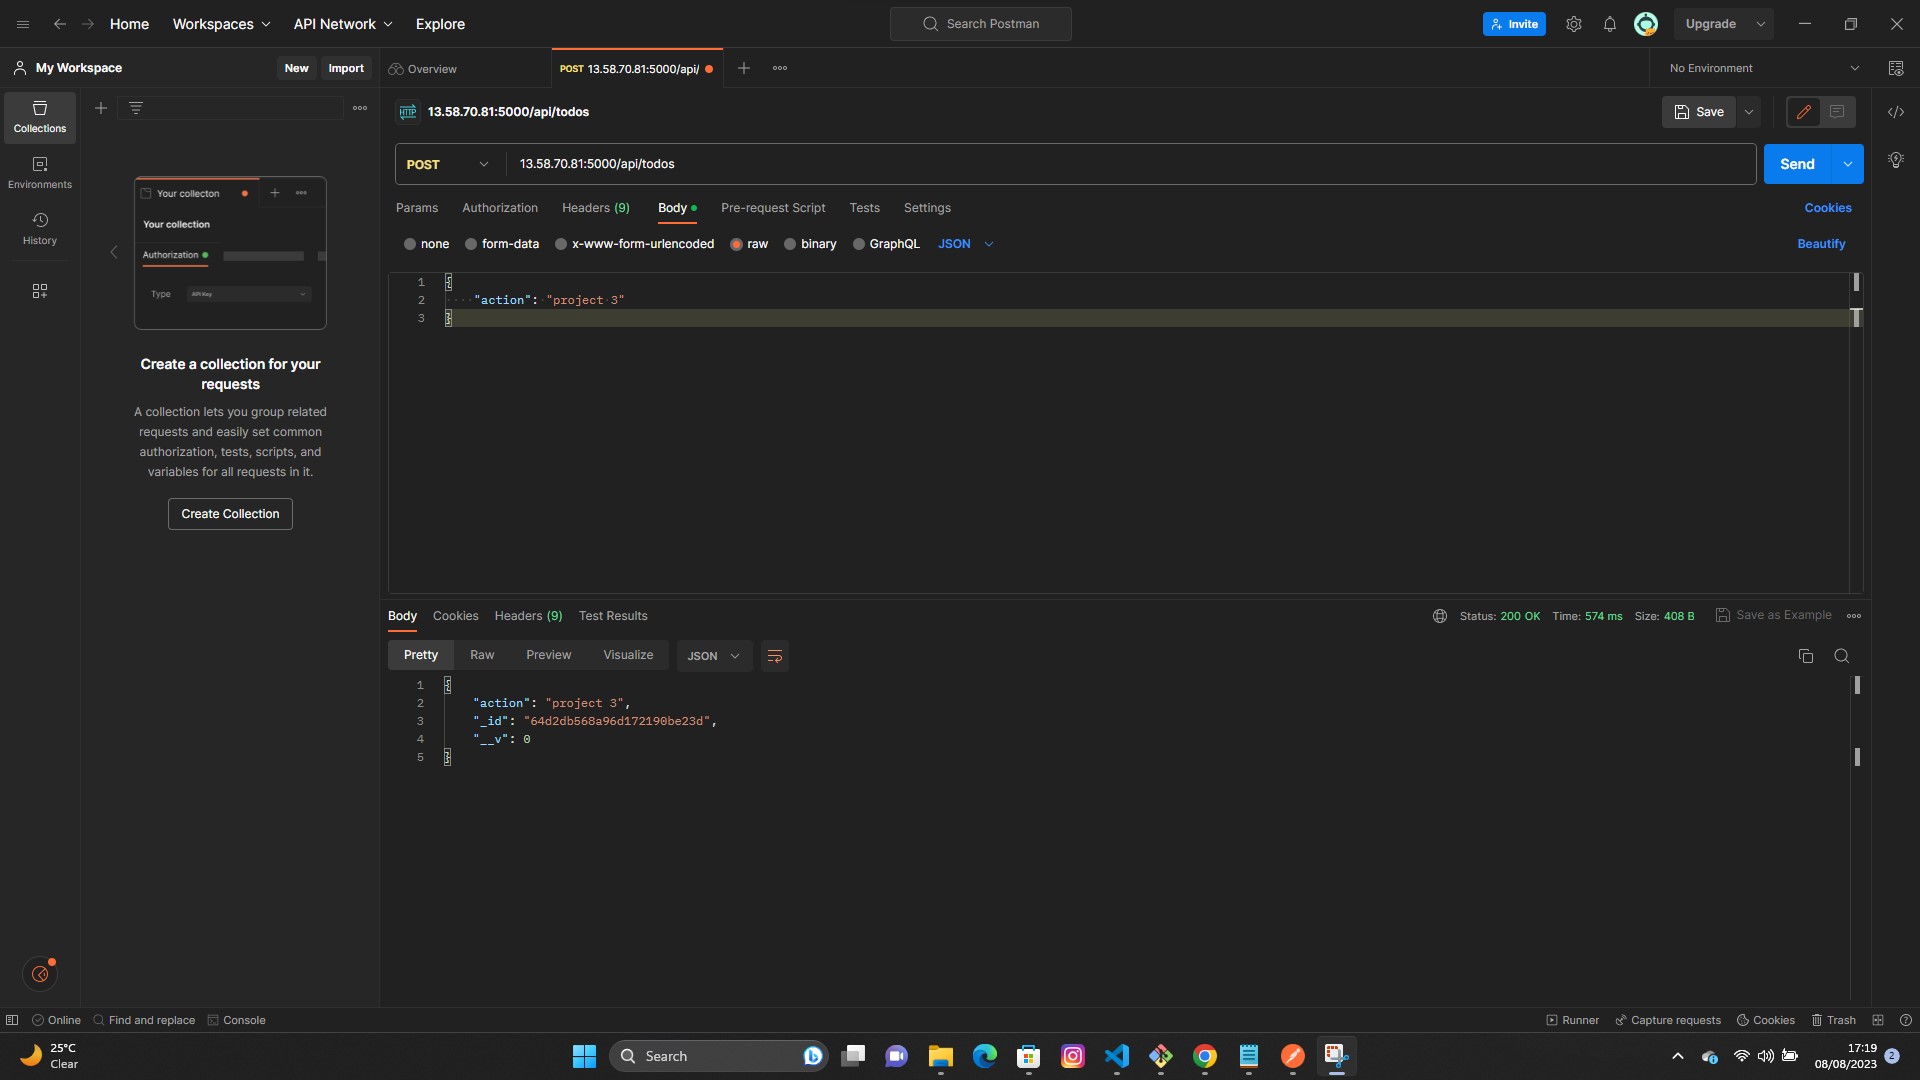 Home Workspaces API Network Explore Search Postman Invite Upgrade
My Workspace New Import Overview POST 13.58.70.81:5000/api/ No Environment
Collections
Environments
History
Your collecton
Your collection
Authorization
Type API Key
Create a collection for your
requests
A collection lets you group related
requests and easily set common
authorization, tests, scripts, and
variables for all requests in it.
Create Collection
HTTP 13.58.70.81:5000/api/todos Save
POST 13.58.70.81:5000/api/todos Send
Params Authorization Headers (9) Body Pre-request Script Tests Settings Cookies
none form-data x-www-form-urlencoded raw binary GraphQL JSON Beautify
1 {
2 "action": "project 3"
3 }
Body Cookies Headers (9) Test Results Status: 200 OK Time: 574 ms Size: 408 B Save as Example
Pretty Raw Preview Visualize JSON
1 {
2 "action": "project 3",
3 "_id": "64d2db568a96d172190be23d",
4 "__v": 0
5 }
Online Find and replace Console Runner Capture requests Cookies Trash
25°C
Clear
Search
17:19
08/08/2023
2